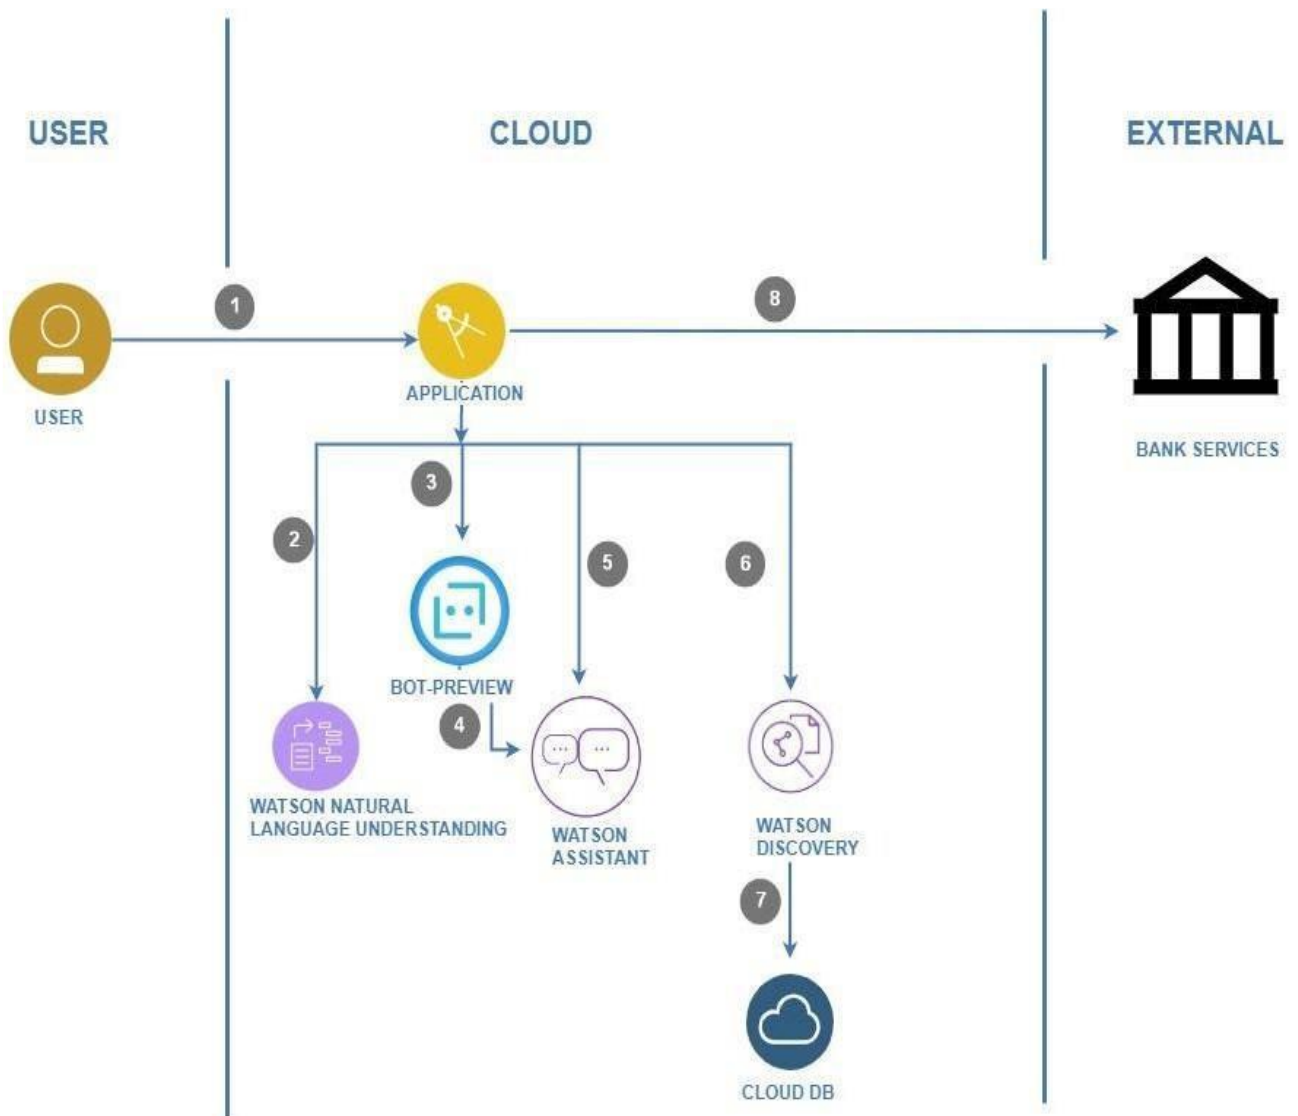 USER
CLOUD
EXTERNAL
1
8
APPLICATION
USER
BANK SERVICES
3
2
5
6
BOT-PREVIEW
4
WATSON NATURAL
LANGUAGE UNDERSTANDING
WATSON
ASSISTANT
WATSON
DISCOVERY
7
CLOUD DB